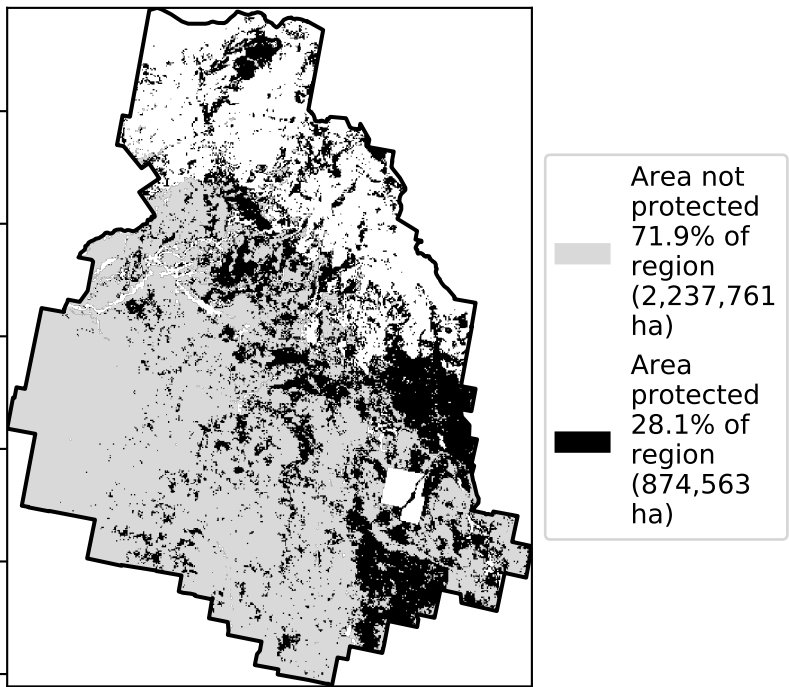 Area not
protected
71.9% of
region
(2,237,761
ha)
Area
protected
28.1% of
region
(874,563
ha)